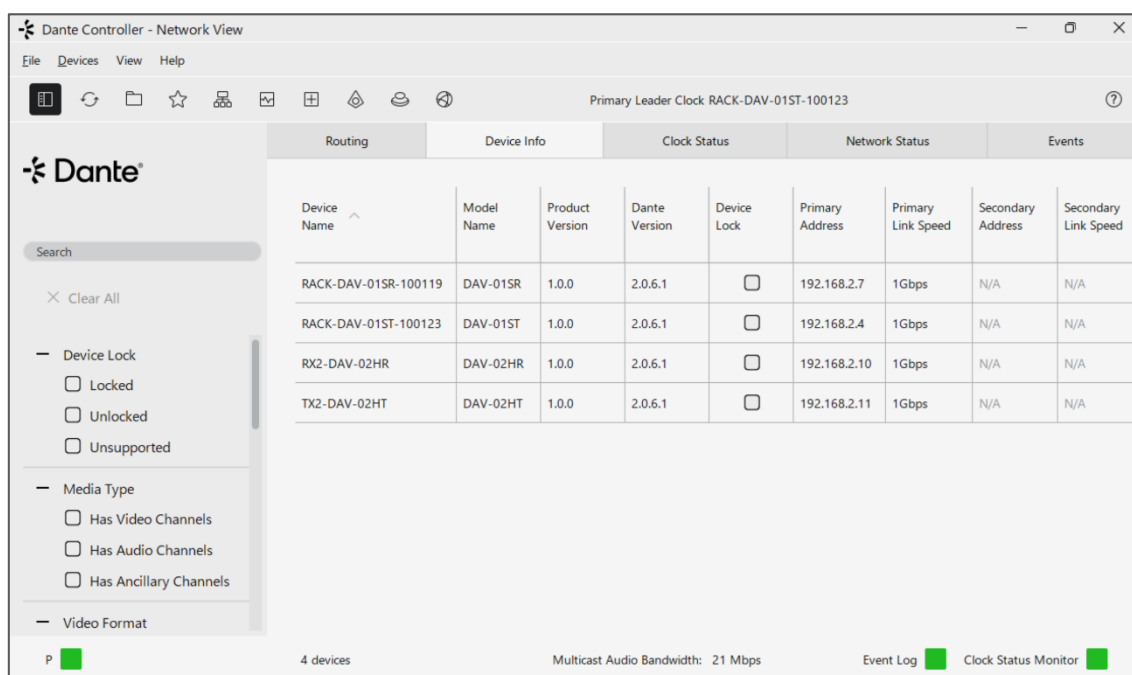 Dante Controller - Network View
File Devices View Help
Primary Leader Clock RACK-DAV-01ST-100123
Routing Device Info Clock Status Network Status Events
Dante®
Search
Clear All
Device Lock
Locked
Unlocked
Unsupported
Media Type
Has Video Channels
Has Audio Channels
Has Ancillary Channels
Video Format
Device Name Model Name Product Version Dante Version Device Lock Primary Address Primary Link Speed Secondary Address Secondary Link Speed
RACK-DAV-01SR-100119 DAV-01SR 1.0.0 2.0.6.1 192.168.2.7 1Gbps N/A N/A
RACK-DAV-01ST-100123 DAV-01ST 1.0.0 2.0.6.1 192.168.2.4 1Gbps N/A N/A
RX2-DAV-02HR DAV-02HR 1.0.0 2.0.6.1 192.168.2.10 1Gbps N/A N/A
TX2-DAV-02HT DAV-02HT 1.0.0 2.0.6.1 192.168.2.11 1Gbps N/A N/A
P 4 devices Multicast Audio Bandwidth: 21 Mbps Event Log Clock Status Monitor